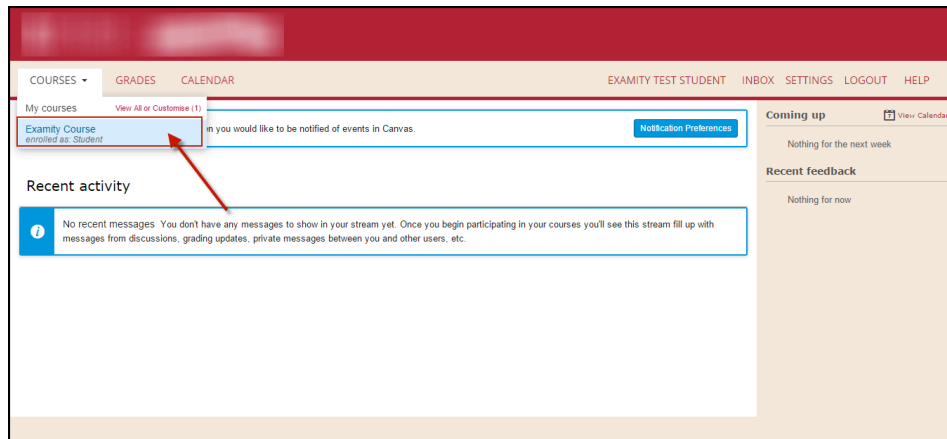 COURSES GRADES CALENDAR EXAMITY TEST STUDENT INBOX SETTINGS LOGOUT HELP
My courses View All or Customise (1)
Examity Course
enrolled as: Student
n you would like to be notified of events in Canvas.
Notification Preferences
Recent activity
No recent messages You don't have any messages to show in your stream yet. Once you begin participating in your courses you'll see this stream fill up with
messages from discussions, grading updates, private messages between you and other users, etc.
Coming up 7 View Calendar
Nothing for the next week
Recent feedback
Nothing for now